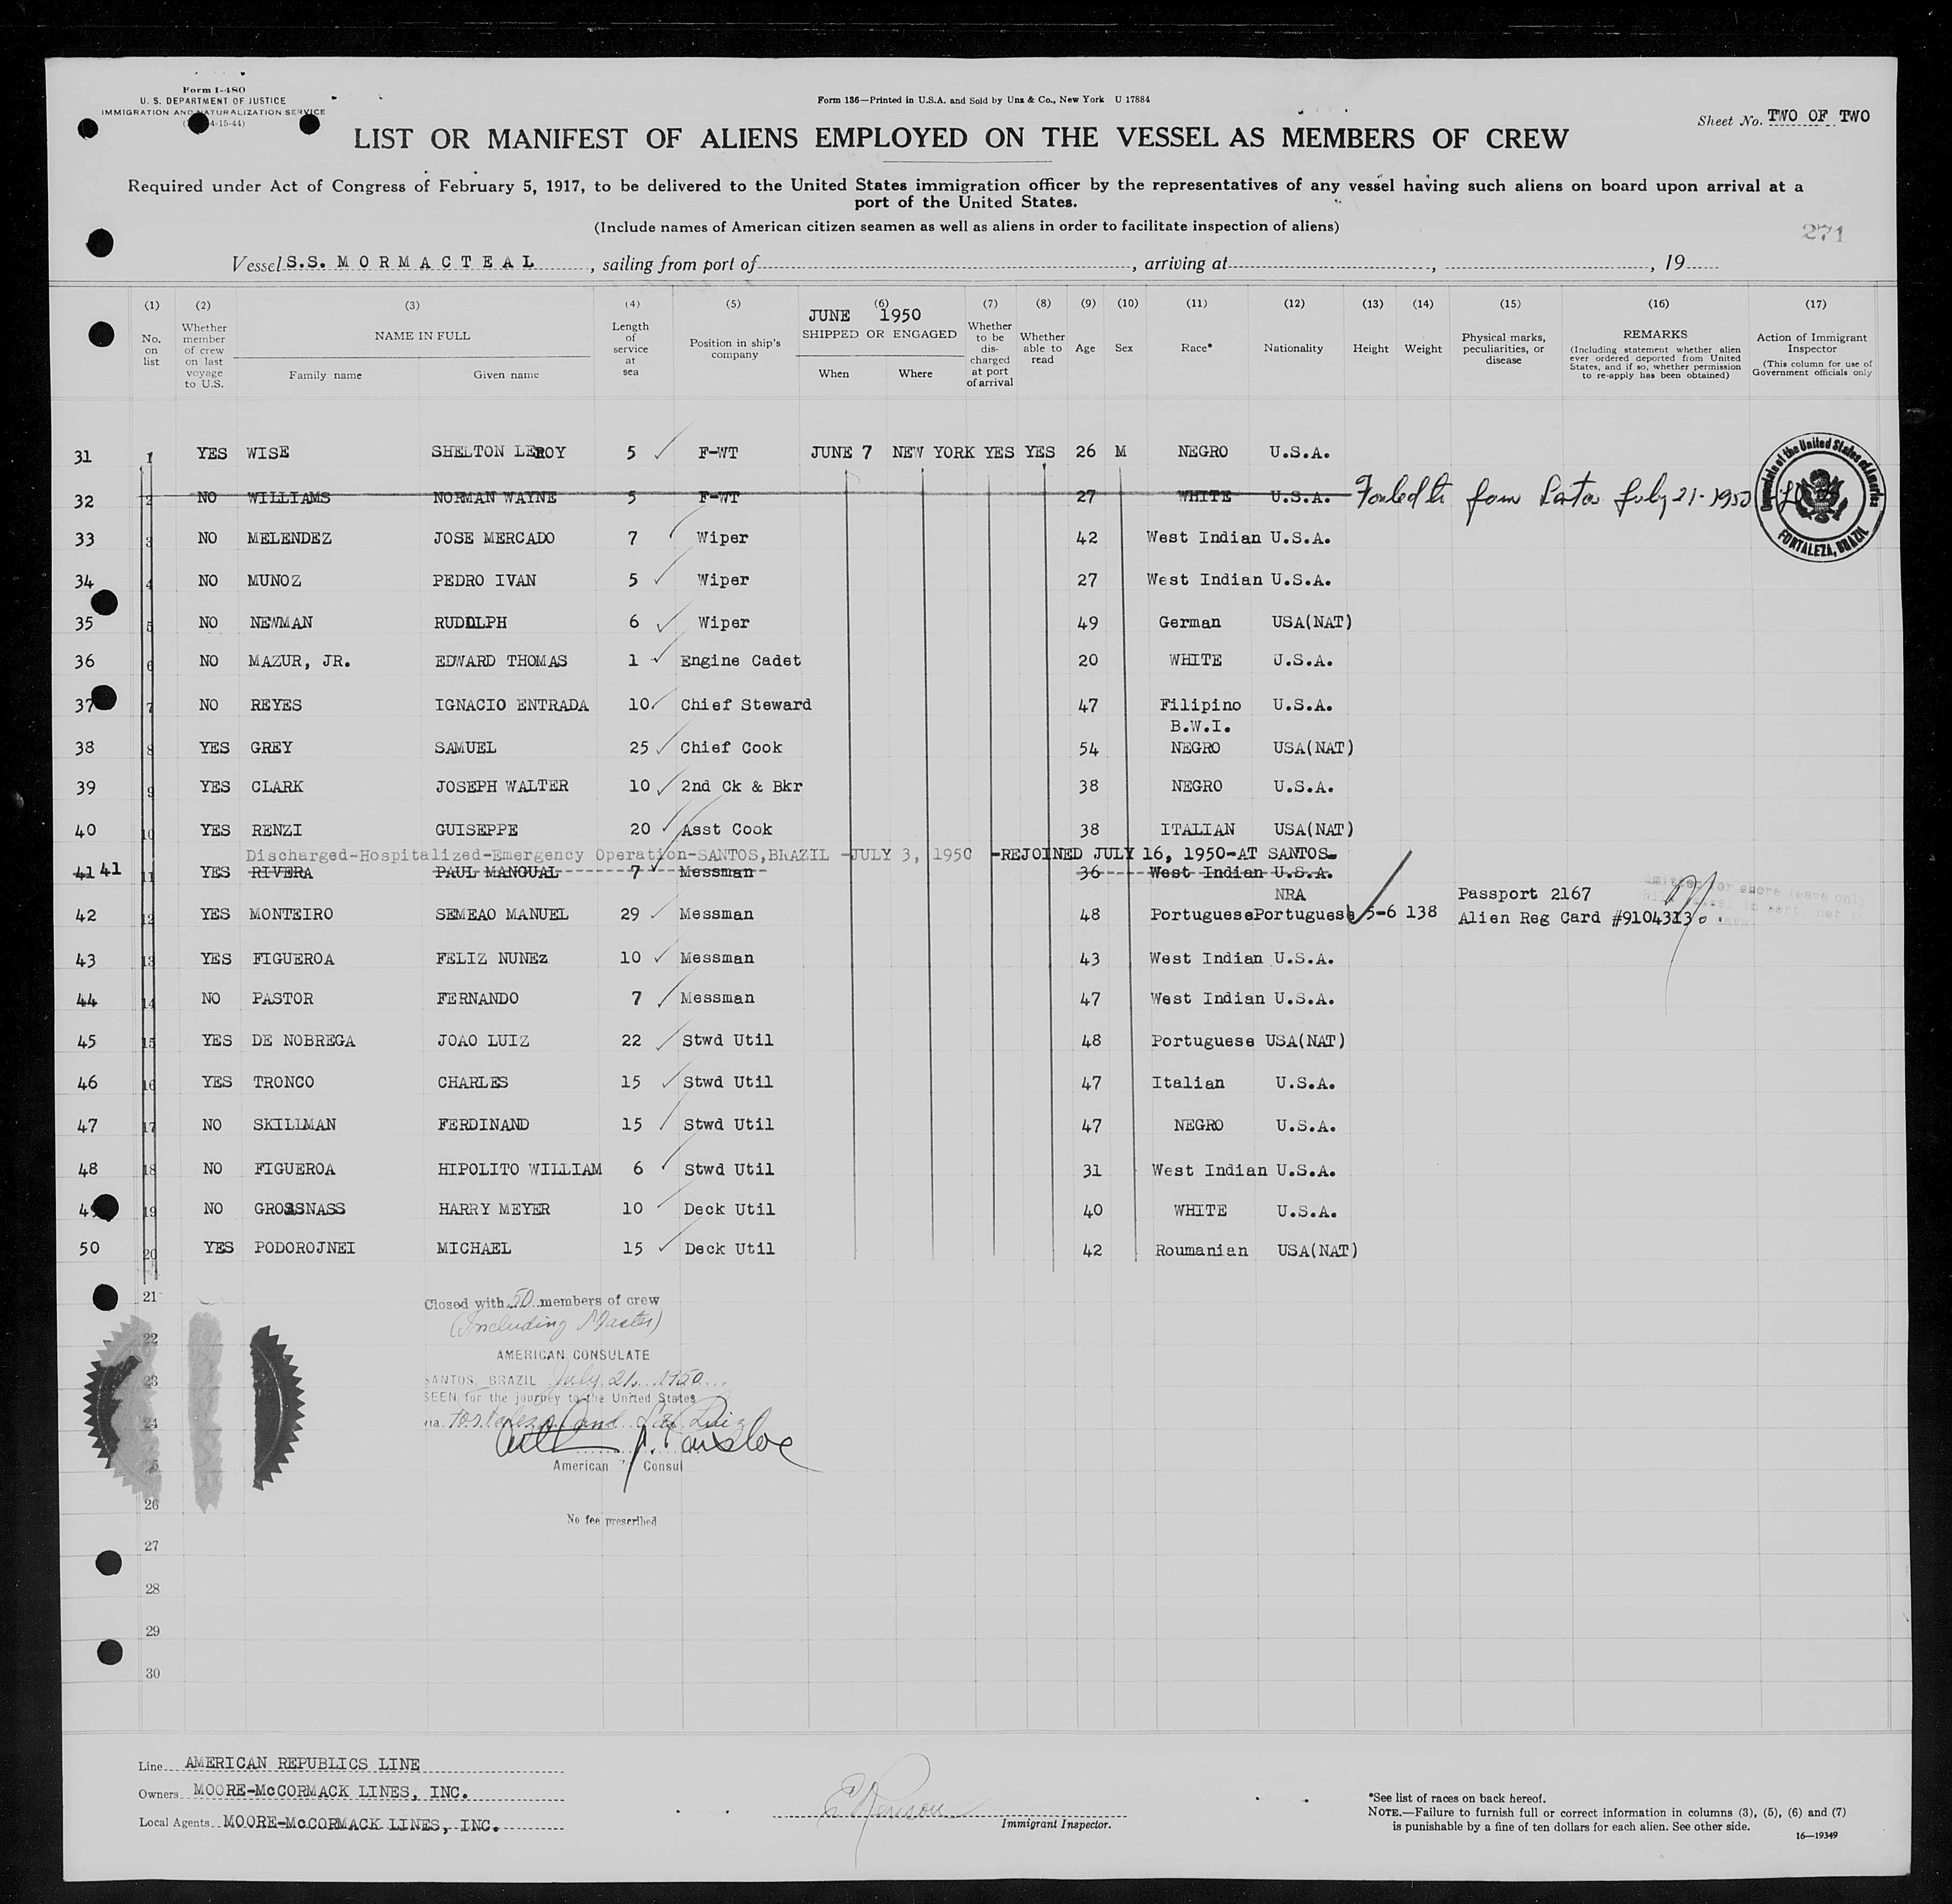 Form I-480
U. S. DEPARTMENT OF JUSTICE
IMMIGRATION AND NATURALIZATION SERVICE
4-15-44)
Form 136—Printed in U.S.A. and Sold by Unz & Co., New York U 17884
Sheet No. TWO OF TWO
LIST OR MANIFEST OF ALIENS EMPLOYED ON THE VESSEL AS MEMBERS OF CREW
Required under Act of Congress of February 5, 1917, to be delivered to the United States immigration officer by the representatives of any vessel having such aliens on board upon arrival at a
port of the United States.
(Include names of American citizen seamen as well as aliens in order to facilitate inspection of aliens)
271
Vessel S.S. MORMACTEAL, sailing from port of, arriving at, , 19
(1) (2) (3) (4) (5) (6) (7) (8) (9) (10) (11) (12) (13) (14) (15) (16) (17)
No. on list
Whether member of crew on last voyage to U.S.
NAME IN FULL
Family name Given name
Length of service at sea
Position in ship's company
JUNE 1950
SHIPPED OR ENGAGED
When Where
Whether to be discharged at port of arrival
Whether able to read
Age
Sex
Race*
Nationality
Height
Weight
Physical marks, peculiarities, or disease
REMARKS
(Including statement whether alien ever ordered deported from United States, and if so, whether permission to re-apply has been obtained)
Action of Immigrant Inspector
(This column for use of Government officials only
31 1 YES WISE SHELTON LEROY 5 F-WT JUNE 7 NEW YORK YES YES 26 M NEGRO U.S.A.
32 2 NO WILLIAMS NORMAN WAYNE 5 F-WT 27 WHITE U.S.A. from July 21-1950
Consulate of the United States of America
FORTALEZA, BRAZIL
33 3 NO MELENDEZ JOSE MERCADO 7 Wiper 42 West Indian U.S.A.
34 4 NO MUNOZ PEDRO IVAN 5 Wiper 27 West Indian U.S.A.
35 5 NO NEWMAN RUDOLPH 6 Wiper 49 German USA(NAT)
36 6 NO MAZUR, JR. EDWARD THOMAS 1 Engine Cadet 20 WHITE U.S.A.
37 7 NO REYES IGNACIO ENTRADA 10 Chief Steward 47 Filipino U.S.A.
B.W.I.
38 8 YES GREY SAMUEL 25 Chief Cook 54 NEGRO USA(NAT)
39 9 YES CLARK JOSEPH WALTER 10 2nd Ck & Bkr 38 NEGRO U.S.A.
40 10 YES RENZI GUISEPPE 20 Asst Cook 38 ITALIAN USA(NAT)
Discharged-Hospitalized-Emergency Operation-SANTOS,BRAZIL -JULY 3, 1950 -REJOINED JULY 16, 1950-AT SANTOS-
41 41 11 YES RIVERA PAUL MANGUAL 7 Messman 36 West Indian U.S.A.
NRA Passport 2167
42 12 YES MONTEIRO SEMEAO MANUEL 29 Messman 48 Portuguese Portuguese 5-6 138 Alien Reg Card #9104313
43 13 YES FIGUEROA FELIZ NUNEz 10 Messman 43 West Indian U.S.A.
44 14 NO PASTOR FERNANDO 7 Messman 47 West Indian U.S.A.
45 15 YES DE NOBREGA JOAO LUIZ 22 Stwd Util 48 Portuguese USA(NAT)
46 16 YES TRONCO CHARLES 15 Stwd Util 47 Italian U.S.A.
47 17 NO SKILLMAN FERDINAND 15 Stwd Util 47 NEGRO U.S.A.
48 18 NO FIGUEROA HIPOLITO WILLIAM 6 Stwd Util 31 West Indian U.S.A.
49 19 NO GROSSNASS HARRY MEYER 10 Deck Util 40 WHITE U.S.A.
50 20 YES PODOROJNEI MICHAEL 15 Deck Util 42 Roumanian USA(NAT)
21
Closed with 50 members of crew
(Including Master)
22
AMERICAN CONSULATE
23
SANTOS, BRAZIL July 21, 1950
SEEN for the journey to the United States
24
via Fortaleza and Sao Luiz
25
American Consul
26
No fee prescribed
27
28
29
30
Line AMERICAN REPUBLICS LINE
Owners MOORE-McCORMACK LINES, INC.
Local Agents MOORE-McCORMACK LINES, INC.
Immigrant Inspector.
*See list of races on back hereof.
NOTE.—Failure to furnish full or correct information in columns (3), (5), (6) and (7)
is punishable by a fine of ten dollars for each alien. See other side.
16—19349